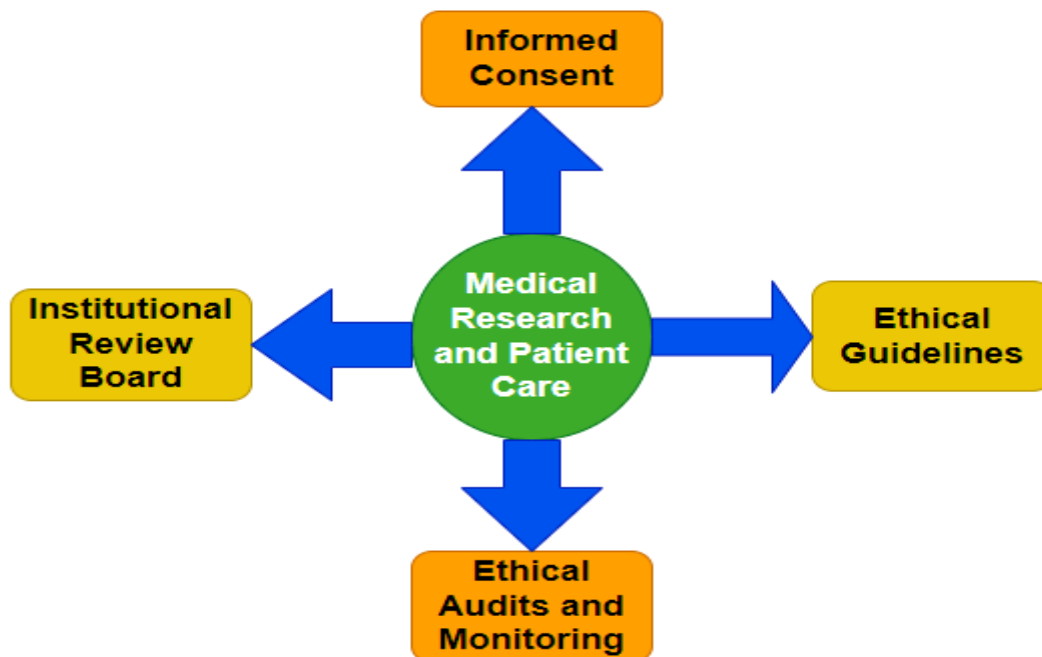 Informed
Consent
Institutional
Review
Board
Medical
Research
and Patient
Care
Ethical
Guidelines
Ethical
Audits and
Monitoring